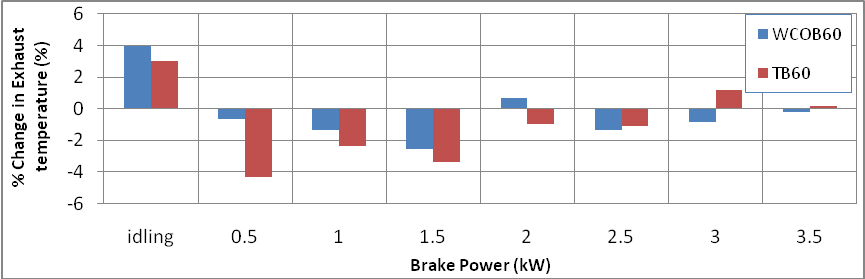 % Change in Exhaust
temperature (%)
6
4
2
0
-2
-4
-6
WCOB60
TB60
idling 0.5 1 1.5 2 2.5 3 3.5
Brake Power (kW)